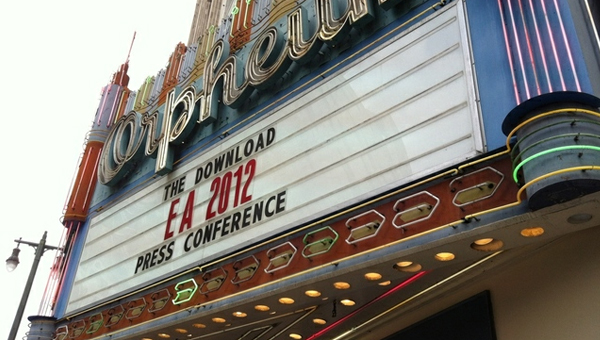 Orpheum
THE DOWNLOAD
EA 2012
PRESS CONFERENCE